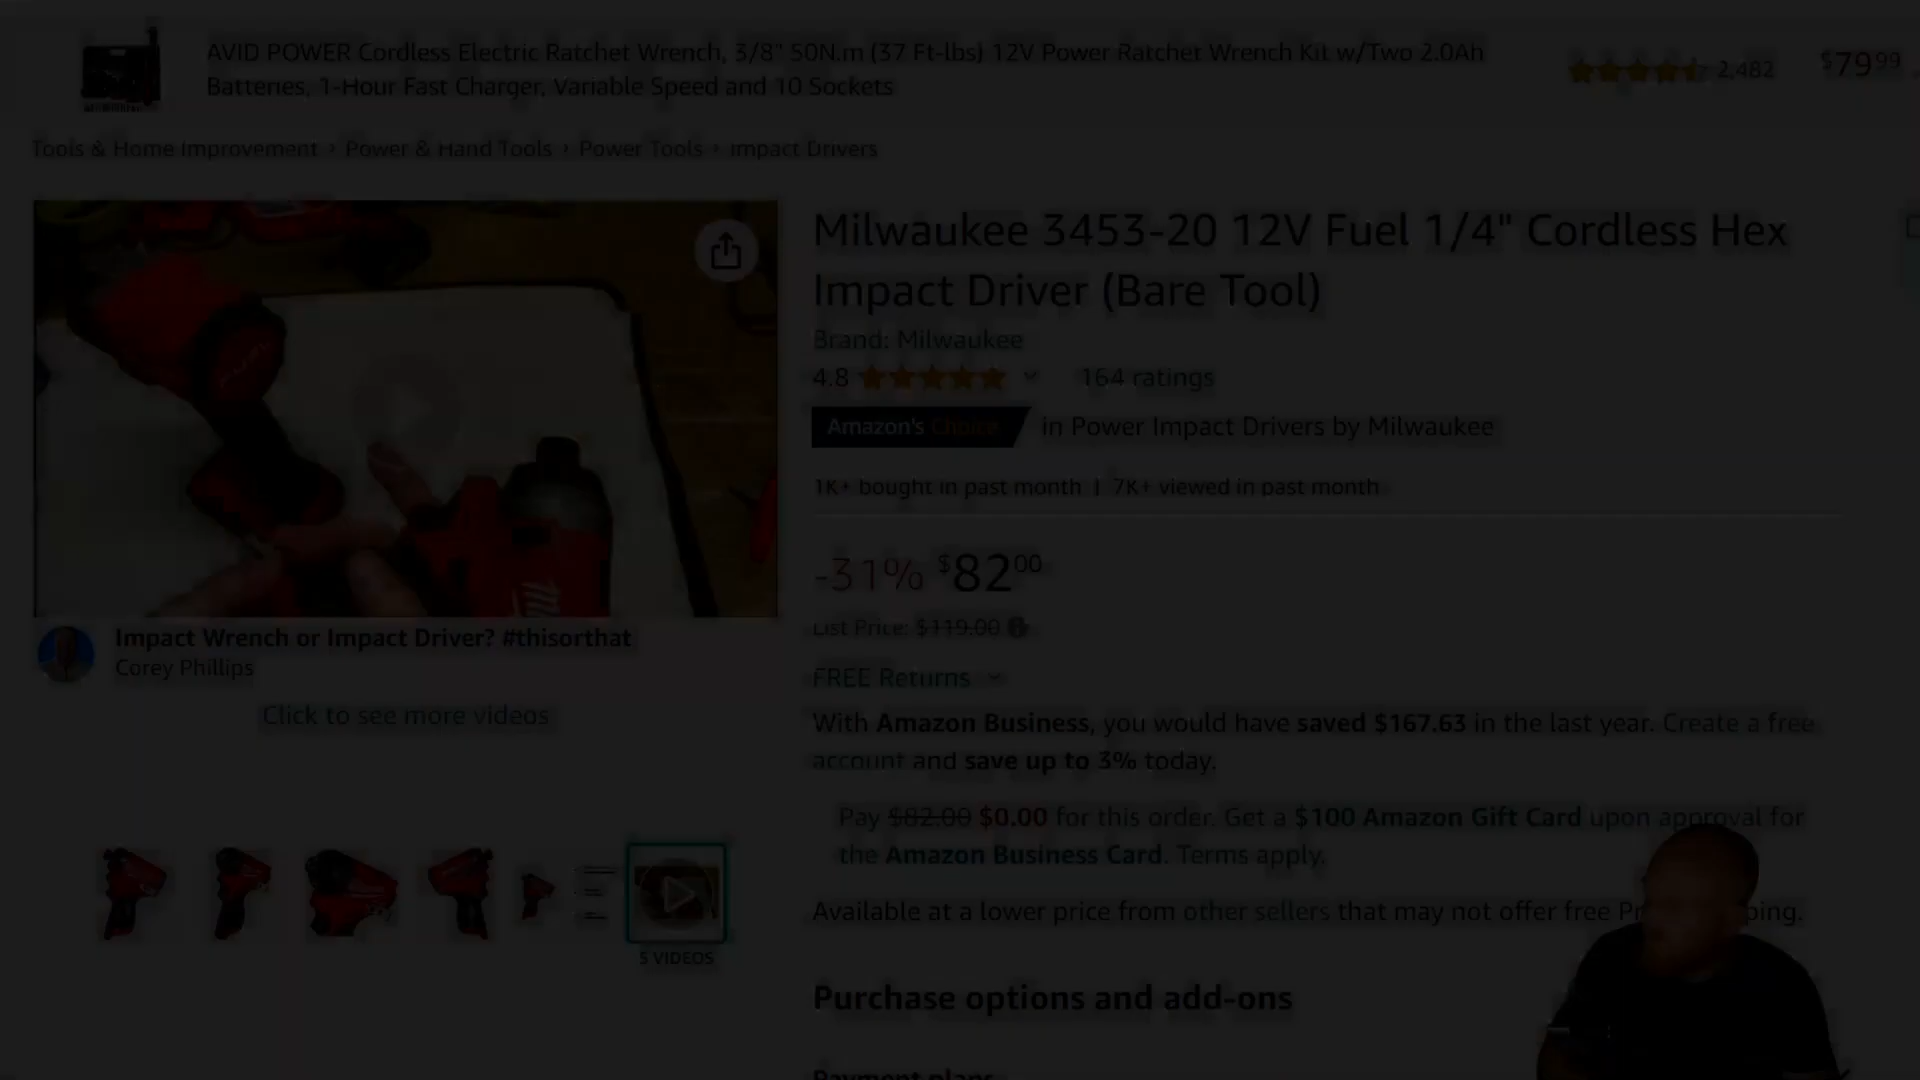 AVID POWER Cordless Electric Ratchet Wrench, 3/8" 50N.m (37 Ft-lbs) 12V Power Ratchet Wrench Kit w/Two 2.0Ah
Batteries, 1-Hour Fast Charger, Variable Speed and 10 Sockets
2,482
$79.99
Tools & Home Improvement › Power & Hand Tools › Power Tools › Impact Drivers
Milwaukee 3453-20 12V Fuel 1/4" Cordless Hex
Impact Driver (Bare Tool)
Brand: Milwaukee
4.8
164 ratings
Amazon's Choice
in Power Impact Drivers by Milwaukee
1K+ bought in past month | 7K+ viewed in past month
-31% $82.00
List Price: $119.00
FREE Returns
With Amazon Business, you would have saved $167.63 in the last year. Create a free
account and save up to 3% today.
Pay $82.00 $0.00 for this order. Get a $100 Amazon Gift Card upon approval for
the Amazon Business Card. Terms apply.
Available at a lower price from other sellers that may not offer free
ping.
Purchase options and add-ons
Payment plans
Impact Wrench or Impact Driver? #thisorthat
Corey Phillips
Click to see more videos
5 VIDEOS